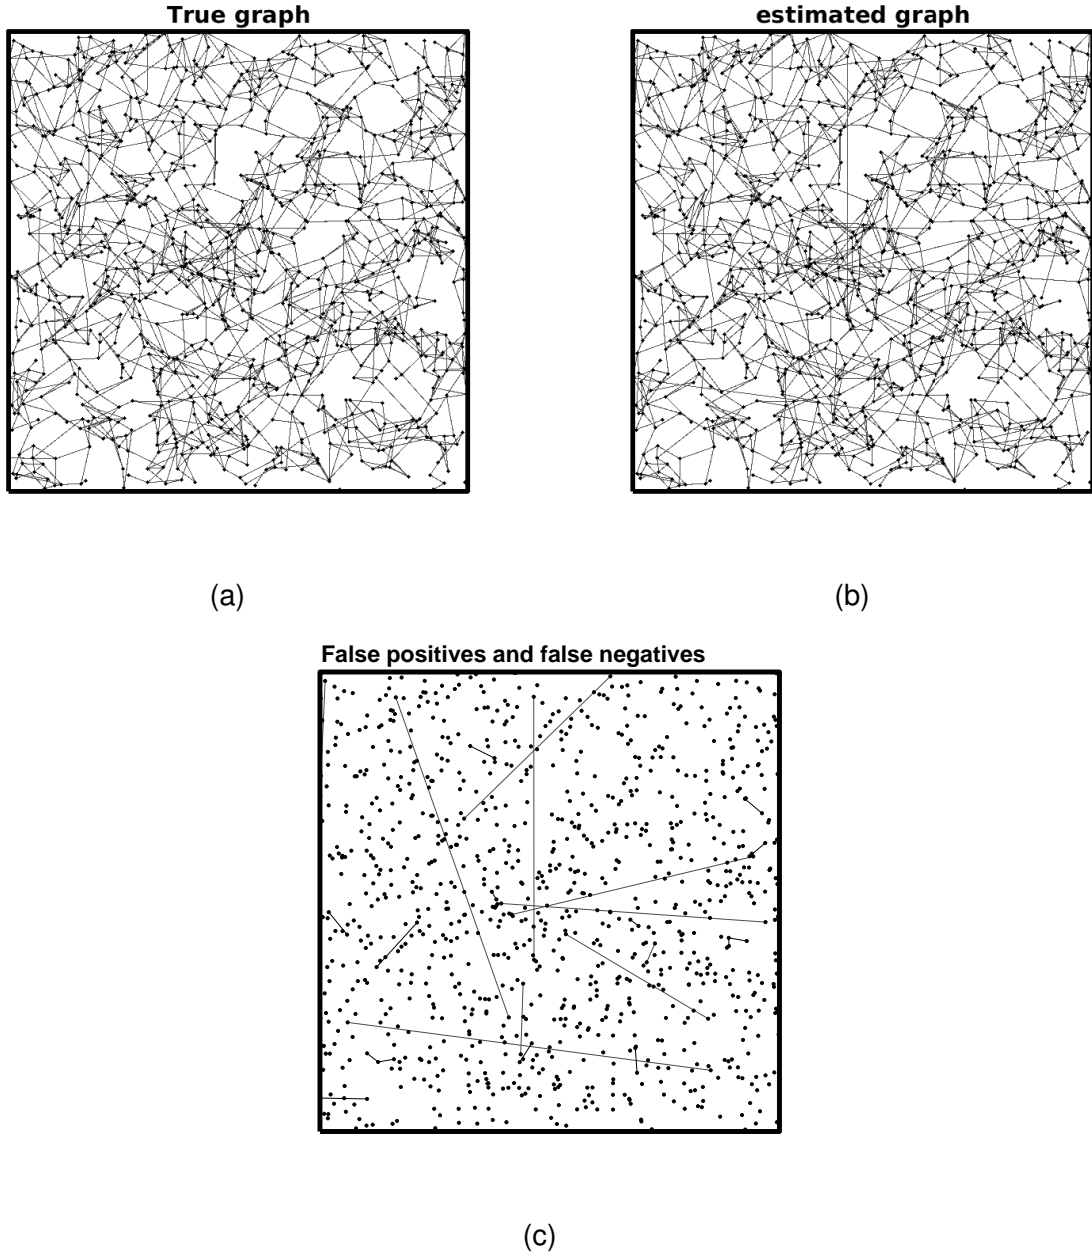 True graph
estimated graph
(a)
(b)
False positives and false negatives
(c)